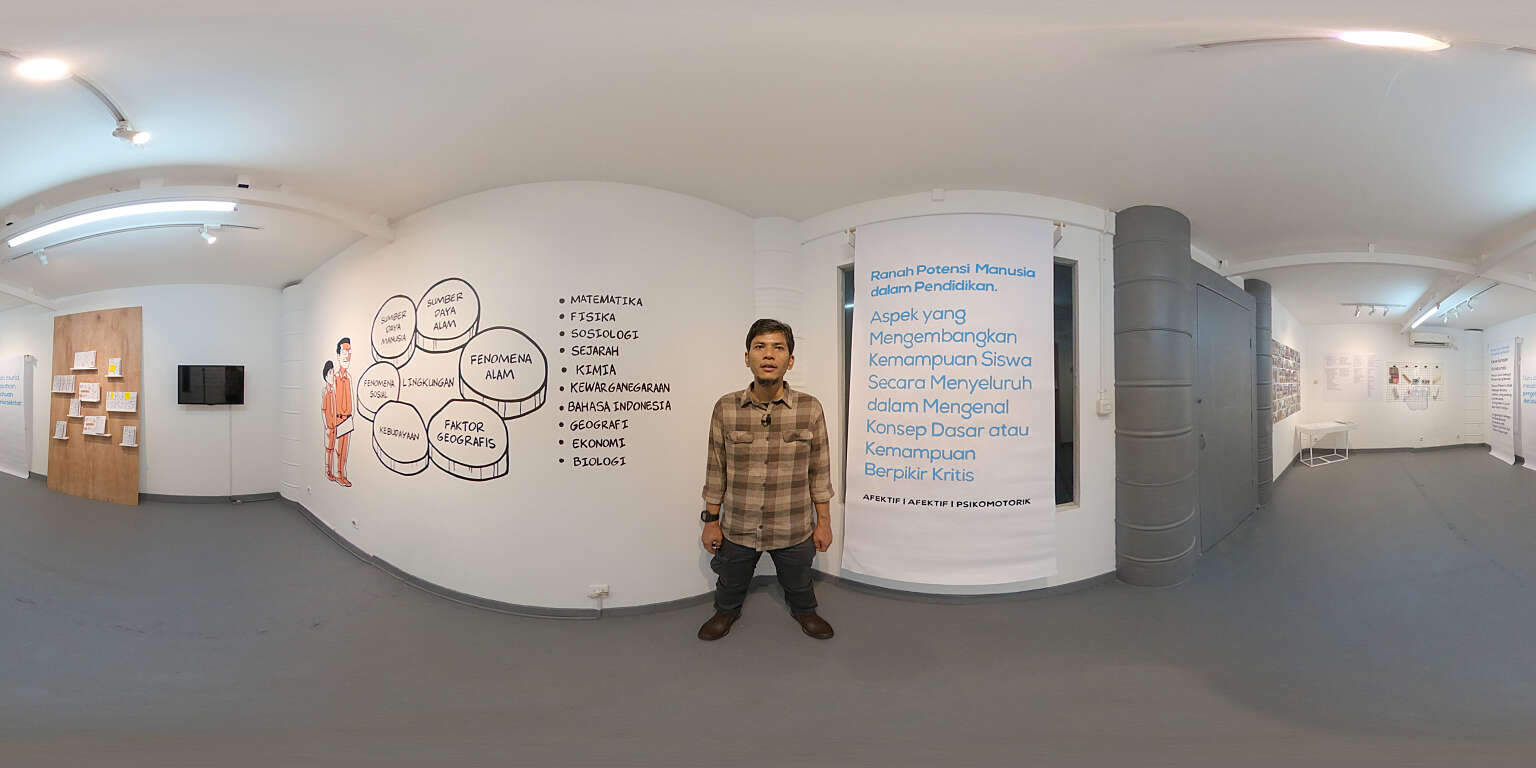 SUMBER
DAYA
MANUSIA
SUMBER
DAYA
ALAM
FENOMENA
ALAM
FENOMENA
SOSIAL
LINGKUNGAN
KEBUDAYAAN
FAKTOR
GEOGRAFIS
• MATEMATIKA
• FISIKA
• SOSIOLOGI
• SEJARAH
• KIMIA
• KEWARGANEGARAAN
• BAHASA INDONESIA
• GEOGRAFI
• EKONOMI
• BIOLOGI
Ranah Potensi Manusia
dalam Pendidikan.
Aspek yang
Mengembangkan
Kemampuan Siswa
Secara Menyeluruh
dalam Mengenal
Konsep Dasar atau
Kemampuan
Berpikir Kritis
AFEKTIF | AFEKTIF | PSIKOMOTORIK